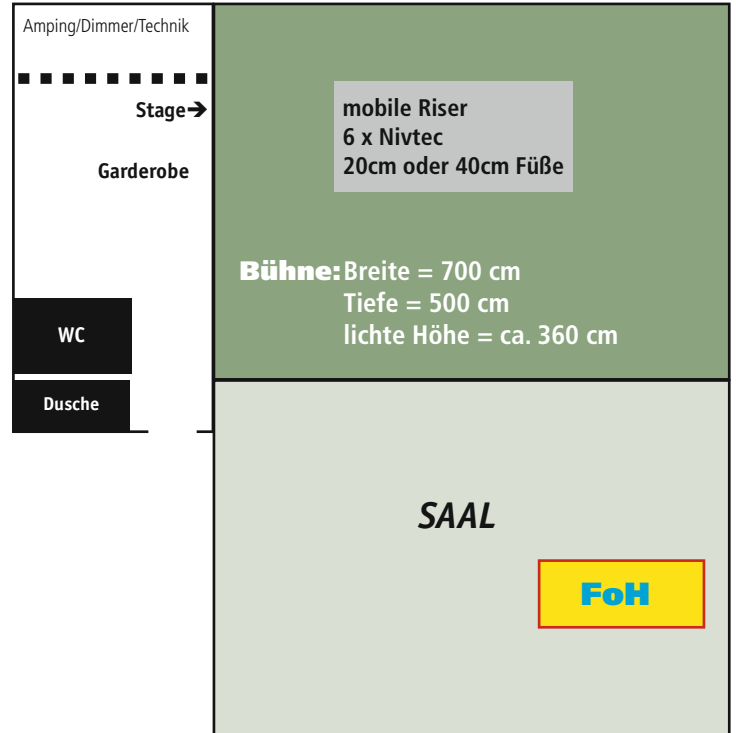 Amping/Dimmer/Technik
Stage➔
Garderobe
mobile Riser
6 x Nivtec
20cm oder 40cm Füße
Bühne: Breite = 700 cm
Tiefe = 500 cm
lichte Höhe = ca. 360 cm
WC
Dusche
SAAL
FoH